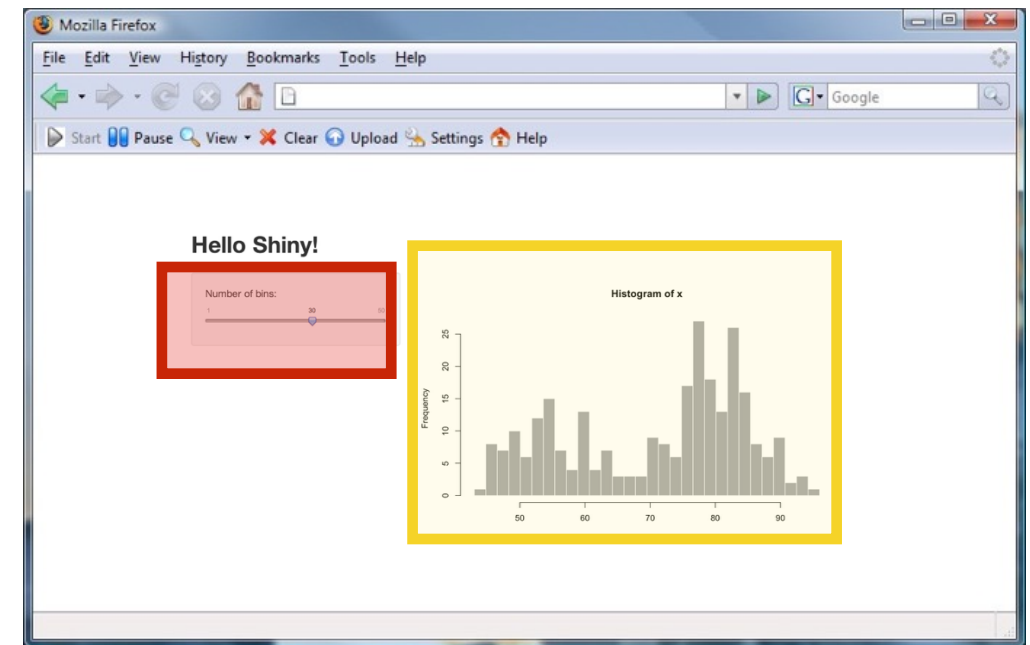 Mozilla Firefox
File Edit View History Bookmarks Tools Help
G Google
Start Pause View Clear Upload Settings Help
Hello Shiny!
Number of bins:
1 30 50
Histogram of x
Frequency
25
20
15
10
5
0
50 60 70 80 90